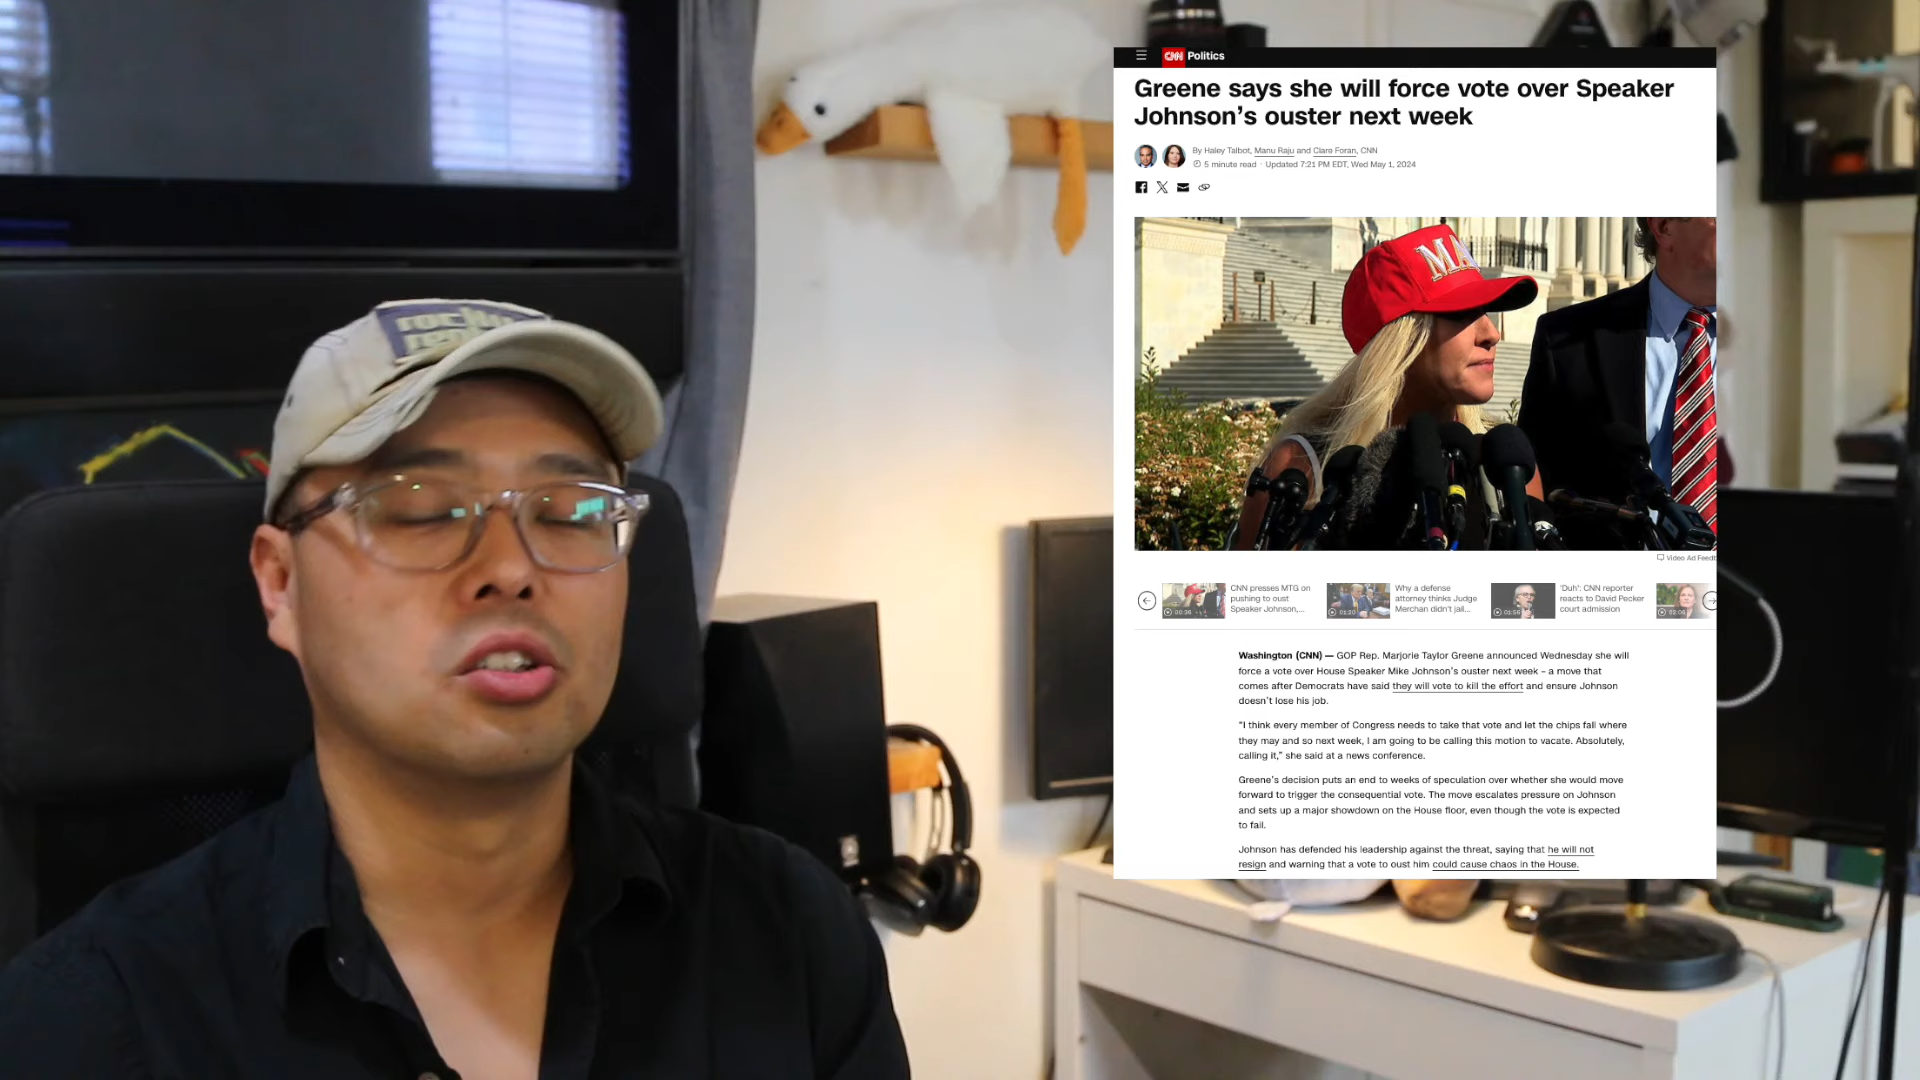 CNN Politics
Greene says she will force vote over Speaker
Johnson's ouster next week
By Haley Talbot, Manu Raju and Clare Foran, CNN
5 minute read · Updated 7:21 PM EDT, Wed May 1, 2024
MA
Video Ad Feedb
CNN presses MTG on
pushing to oust
Speaker Johnson,...
Why a defense
attorney thinks Judge
Merchan didn't jail...
'Duh': CNN reporter
reacts to David Pecker
court admission
Washington (CNN) — GOP Rep. Marjorie Taylor Greene announced Wednesday she will
force a vote over House Speaker Mike Johnson's ouster next week – a move that
comes after Democrats have said they will vote to kill the effort and ensure Johnson
doesn't lose his job.
"I think every member of Congress needs to take that vote and let the chips fall where
they may and so next week, I am going to be calling this motion to vacate. Absolutely,
calling it," she said at a news conference.
Greene's decision puts an end to weeks of speculation over whether she would move
forward to trigger the consequential vote. The move escalates pressure on Johnson
and sets up a major showdown on the House floor, even though the vote is expected
to fail.
Johnson has defended his leadership against the threat, saying that he will not
resign and warning that a vote to oust him could cause chaos in the House.